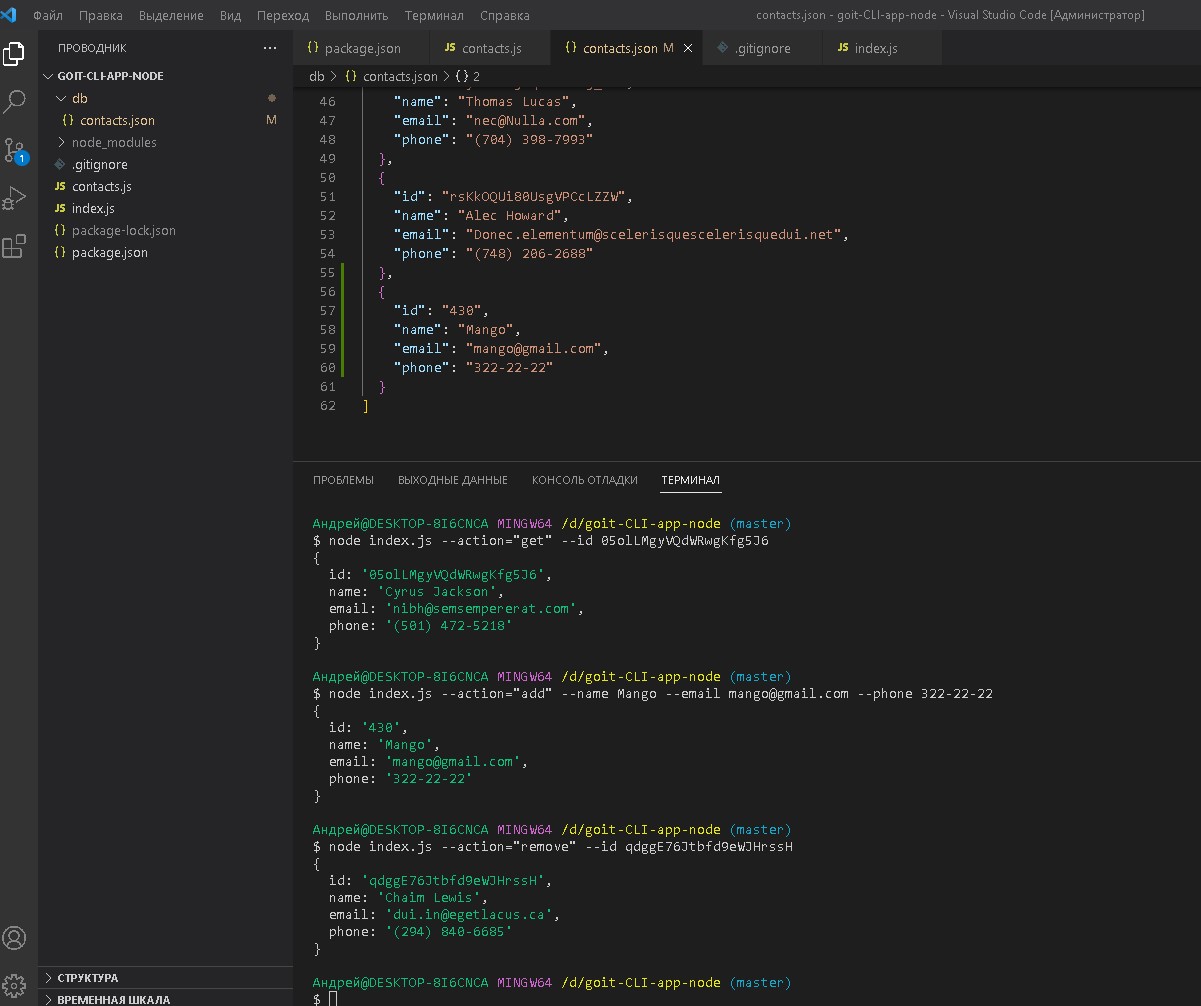 Файл Правка Выделение Вид Переход Выполнить Терминал Справка contacts.json - goit-CLI-app-node - Visual Studio Code [Администратор]
ПРОВОДНИК ...
GOIT-CLI-APP-NODE
db
{} contacts.json M
node_modules
.gitignore
JS contacts.js
JS index.js
{} package-lock.json
{} package.json
1
СТРУКТУРА
ВРЕМЕННАЯ ШКАЛА
{} package.json JS contacts.js {} contacts.json M .gitignore JS index.js
db > {} contacts.json > {} 2
46 "name": "Thomas Lucas",
47 "email": "nec@Nulla.com",
48 "phone": "(704) 398-7993"
49 },
50 {
51 "id": "rsKkOQUi80UsgVPCcLZZW",
52 "name": "Alec Howard",
53 "email": "Donec.elementum@scelerisquescelerisquedui.net",
54 "phone": "(748) 206-2688"
55 },
56 {
57 "id": "430",
58 "name": "Mango",
59 "email": "mango@gmail.com",
60 "phone": "322-22-22"
61 }
62 ]
ПРОБЛЕМЫ ВЫХОДНЫЕ ДАННЫЕ КОНСОЛЬ ОТЛАДКИ ТЕРМИНАЛ
Андрей@DESKTOP-8I6CNCA MINGW64 /d/goit-CLI-app-node (master)
$ node index.js --action="get" --id 05olLMgyVQdWRwgKfg5J6
{
id: '05olLMgyVQdWRwgKfg5J6',
name: 'Cyrus Jackson',
email: 'nibh@semsempererat.com',
phone: '(501) 472-5218'
}
Андрей@DESKTOP-8I6CNCA MINGW64 /d/goit-CLI-app-node (master)
$ node index.js --action="add" --name Mango --email mango@gmail.com --phone 322-22-22
{
id: '430',
name: 'Mango',
email: 'mango@gmail.com',
phone: '322-22-22'
}
Андрей@DESKTOP-8I6CNCA MINGW64 /d/goit-CLI-app-node (master)
$ node index.js --action="remove" --id qdggE76Jtbfd9eWJHrssH
{
id: 'qdggE76Jtbfd9eWJHrssH',
name: 'Chaim Lewis',
email: 'dui.in@egetlacus.ca',
phone: '(294) 840-6685'
}
Андрей@DESKTOP-8I6CNCA MINGW64 /d/goit-CLI-app-node (master)
$